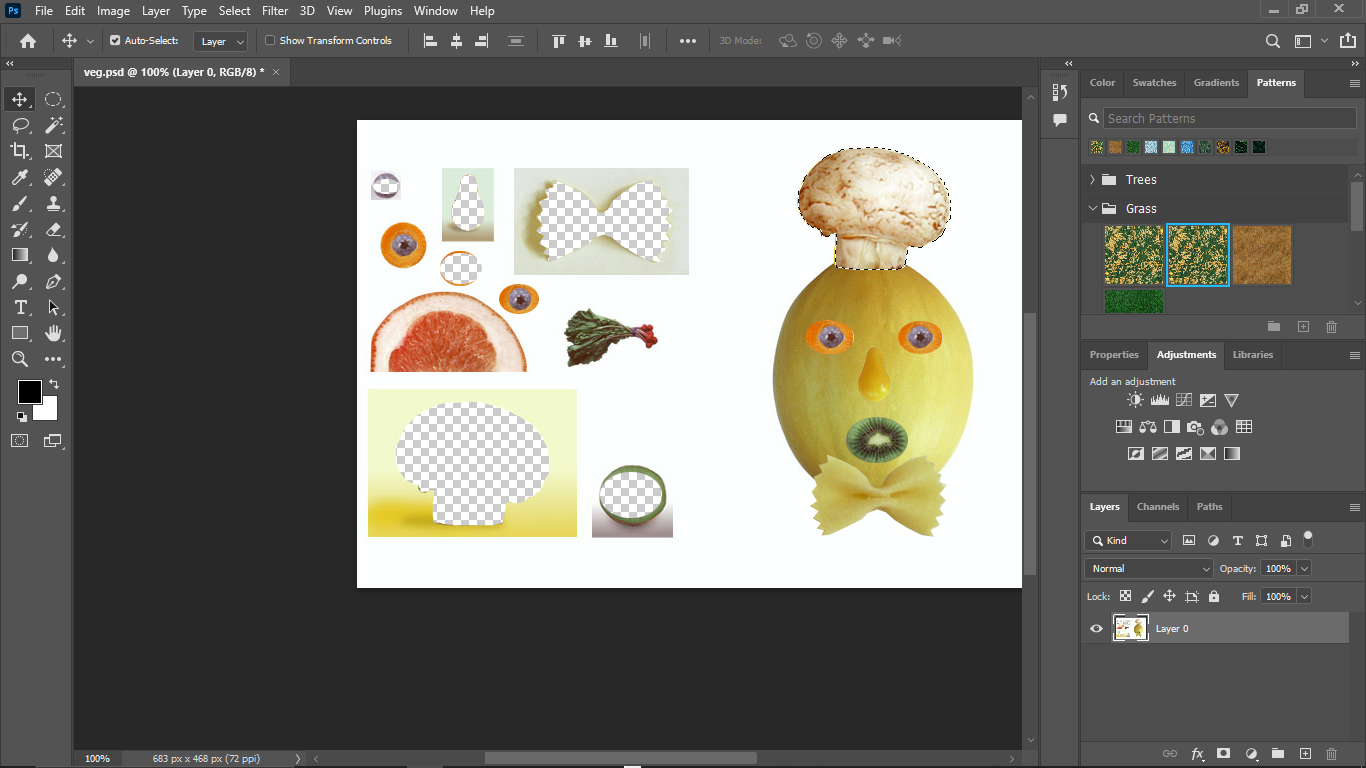 Ps File Edit Image Layer Type Select Filter 3D View Plugins Window Help
Auto-Select: Layer Show Transform Controls 3D Mode:
veg.psd @ 100% (Layer 0, RGB/8) *
Color Swatches Gradients Patterns
Search Patterns
Trees
Grass
Properties Adjustments Libraries
Add an adjustment
Layers Channels Paths
Kind
Normal Opacity: 100%
Lock: Fill: 100%
Layer 0
100% 683 px x 468 px (72 ppi)